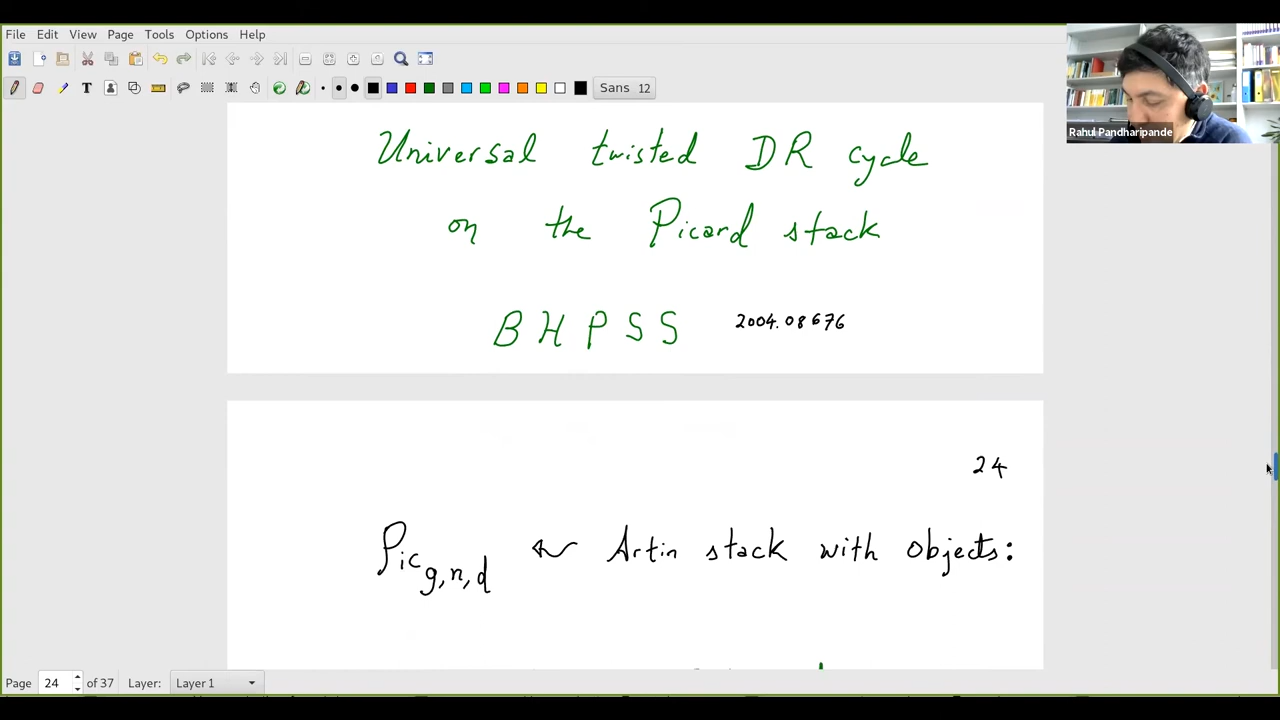 File Edit View Page Tools Options Help
Sans 12
Rahul Pandharipande
Universal twisted DR cycle
on the Picard stack
BHPSS 2004.08676
24
Pic g,n,d ← Artin stack with objects:
Page 24 of 37 Layer: Layer 1